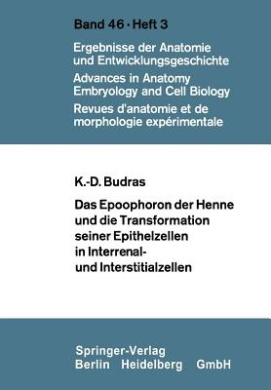 Band 46 · Heft 3
Ergebnisse der Anatomie
und Entwicklungsgeschichte
Advances in Anatomy
Embryology and Cell Biology
Revues d'anatomie et de
morphologie expérimentale
K.-D. Budras
Das Epoophoron der Henne
und die Transformation
seiner Epithelzellen
in Interrenal-
und Interstitialzellen
Springer-Verlag
Berlin Heidelberg GmbH